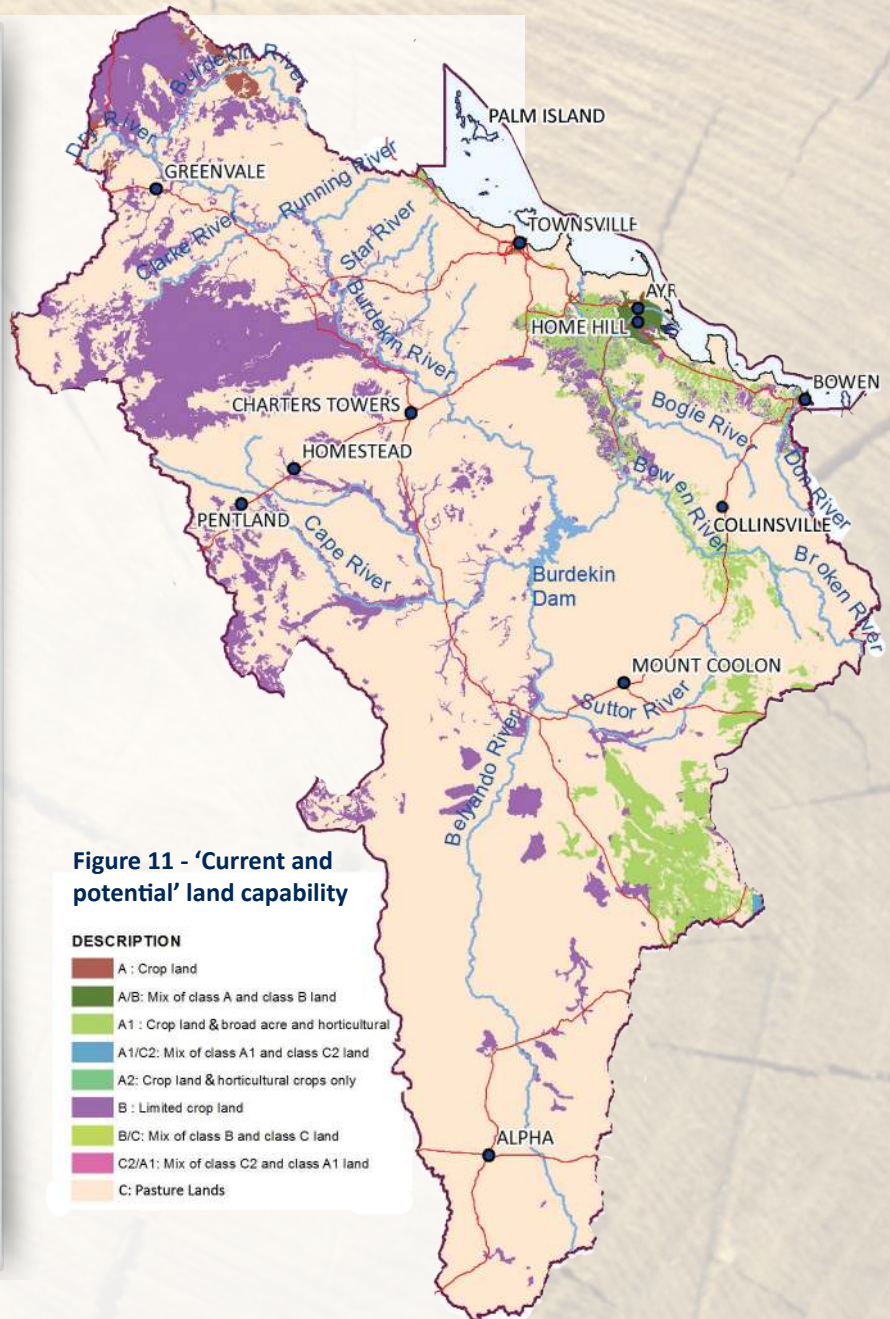 Burdekin River
PALM ISLAND
Dry River
GREENVALE
Running River
TOWNSVILLE
Clarke River
Star River
AYR
Burdekin River
HOME HILL
BOWEN
CHARTERS TOWERS
Bogie River
HOMESTEAD
Bowen River
Don River
PENTLAND
COLLINSVILLE
Cape River
Broken River
Burdekin
Dam
MOUNT COOLON
Suttor River
Belyando River
Figure 11 - ‘Current and
potential’ land capability
DESCRIPTION
A : Crop land
A/B: Mix of class A and class B land
A1 : Crop land & broad acre and horticultural
A1/C2: Mix of class A1 and class C2 land
A2: Crop land & horticultural crops only
B : Limited crop land
B/C: Mix of class B and class C land
C2/A1: Mix of class C2 and class A1 land
C: Pasture Lands
ALPHA